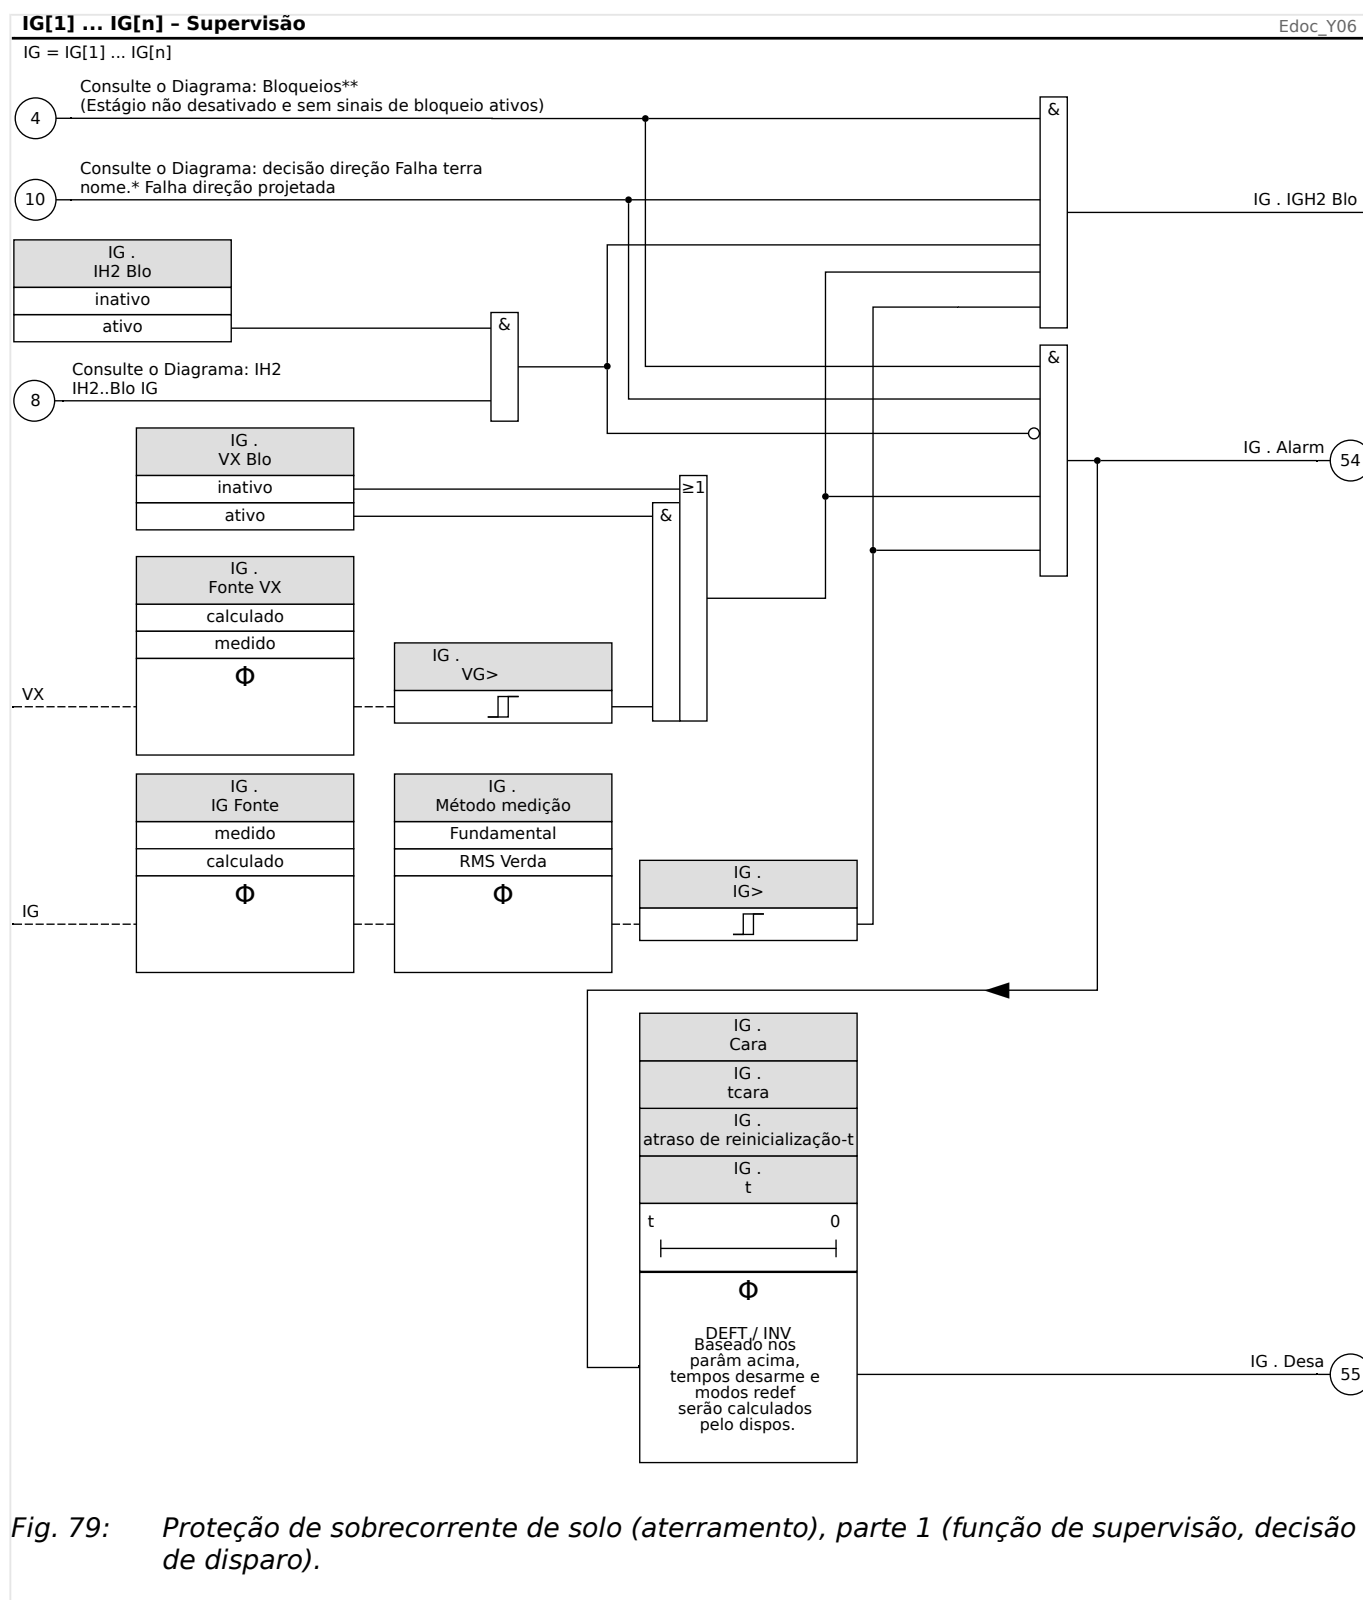 IG[1] ... IG[n] – Supervisão
Edoc_Y06
IG = IG[1] ... IG[n]
Consulte o Diagrama: Bloqueios**
(Estágio não desativado e sem sinais de bloqueio ativos)
4
&
Consulte o Diagrama: decisão direção Falha terra
nome.* Falha direção projetada
10
IG . IGH2 Blo
IG .
IH2 Blo
inativo
ativo
&
&
Consulte o Diagrama: IH2
IH2..Blo IG
8
IG .
VX Blo
inativo
ativo
IG . Alarm
54
≥1
&
IG .
Fonte VX
calculado
medido
Φ
VX
IG .
VG>
IG .
IG Fonte
medido
calculado
Φ
IG
IG .
Método medição
Fundamental
RMS Verda
Φ
IG .
IG>
IG .
Cara
IG .
tcara
IG .
atraso de reinicialização-t
IG .
t
t
0
Φ
DEFT / INV
Baseado nos
parâm acima,
tempos desarme e
modos redef
serão calculados
pelo dispos.
IG . Desa
55
Fig. 79: Proteção de sobrecorrente de solo (aterramento), parte 1 (função de supervisão, decisão
de disparo).